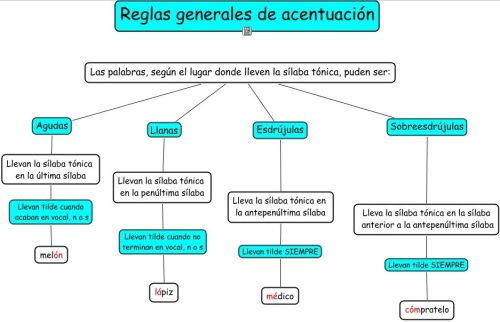 Reglas generales de acentuación
Las palabras, según el lugar donde lleven la sílaba tónica, puden ser:
Agudas
Llevan la sílaba tónica
en la última sílaba
Llevan tilde cuando
acaban en vocal, n o s
melón
Llanas
Llevan la sílaba tónica
en la penúltima sílaba
Llevan tilde cuando no
terminan en vocal, n o s
lápiz
Esdrújulas
Lleva la sílaba tónica en
la antepenúltima sílaba
Llevan tilde SIEMPRE
médico
Sobreesdrújulas
Lleva la sílaba tónica en la sílaba
anterior a la antepenúltima sílaba
Llevan tilde SIEMPRE
cómpratelo